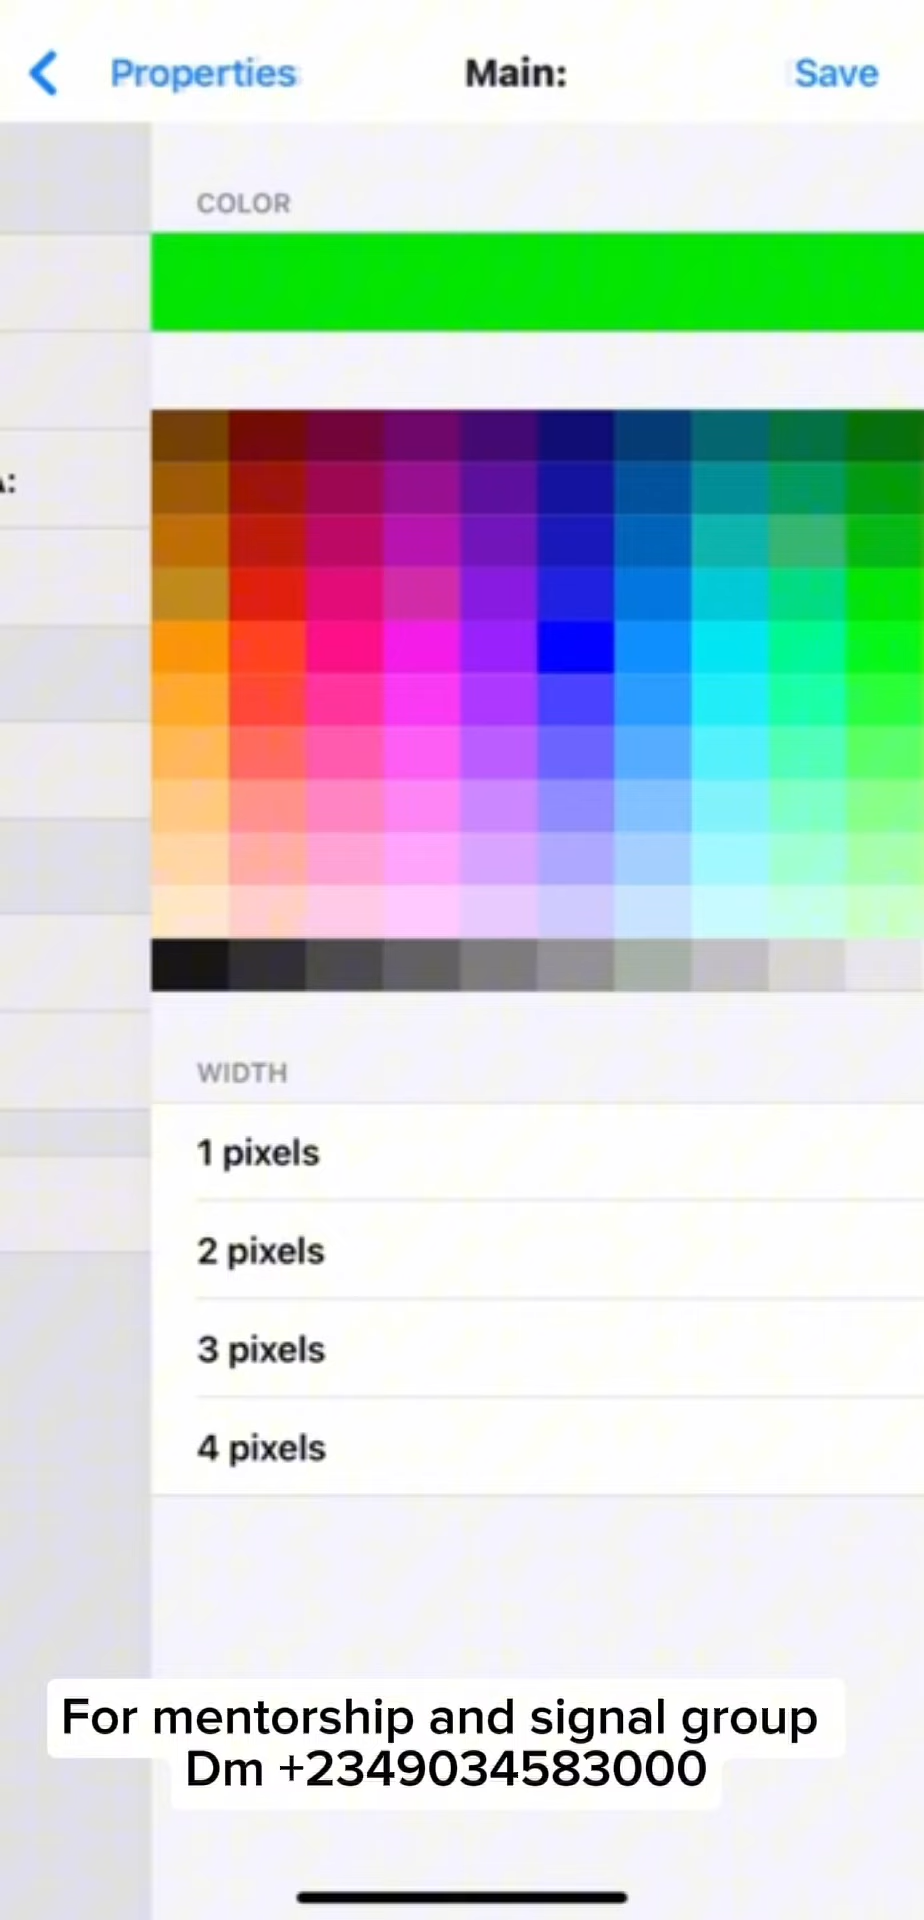 Properties
Main:
Save
COLOR
WIDTH
1 pixels
2 pixels
3 pixels
4 pixels
For mentorship and signal group
Dm +2349034583000